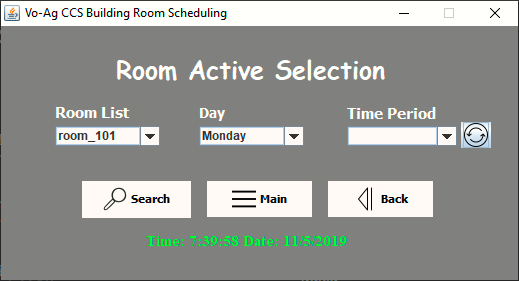 Vo-Ag CCS Building Room Scheduling
Room Active Selection
Room List Day Time Period
room_101 Monday
Search Main Back
Time: 7:39:58 Date: 11/5/2019